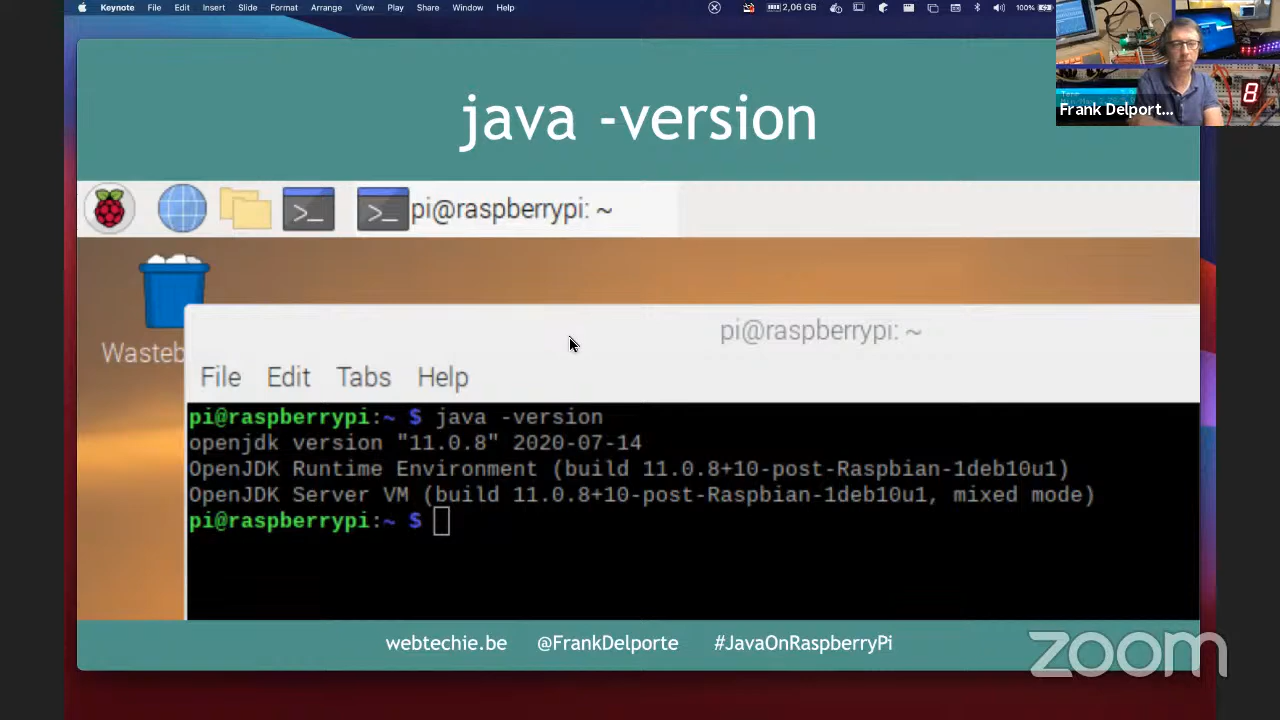 Keynote File Edit Insert Slide Format Arrange View Play Share Window Help 2,06 GB 100%
Frank Delport...
8
java -version
pi@raspberrypi: ~
Wasteb
pi@raspberrypi: ~
File Edit Tabs Help
pi@raspberrypi:~ $ java -version
openjdk version "11.0.8" 2020-07-14
OpenJDK Runtime Environment (build 11.0.8+10-post-Raspbian-1deb10u1)
OpenJDK Server VM (build 11.0.8+10-post-Raspbian-1deb10u1, mixed mode)
pi@raspberrypi:~ $
webtechie.be @FrankDelporte #JavaOnRaspberryPi
zoom